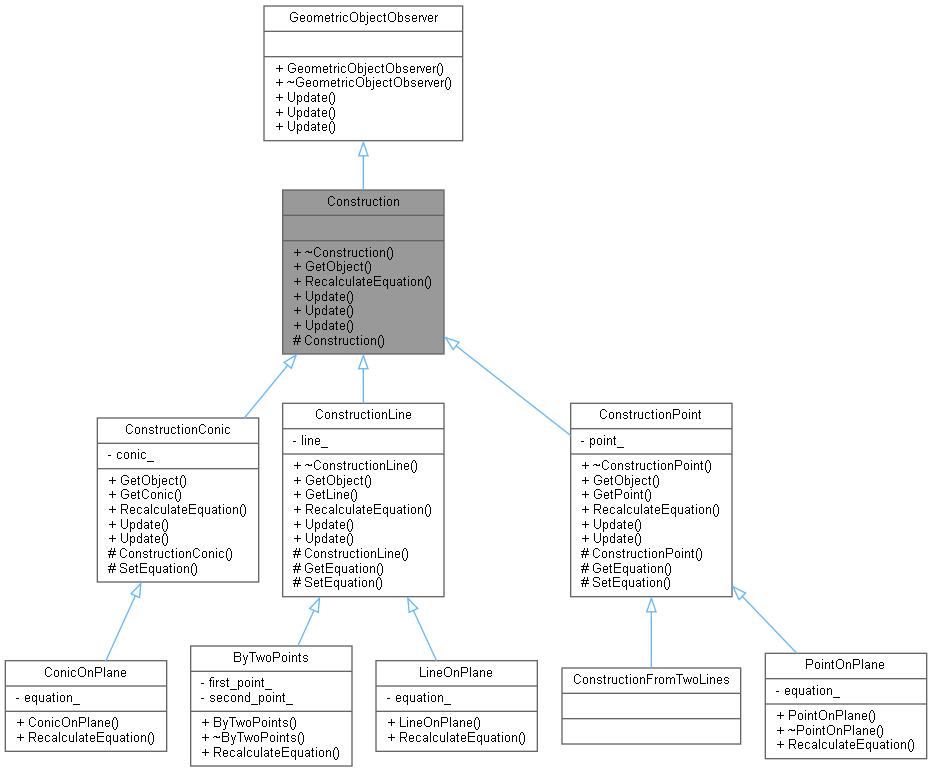 GeometricObjectObserver
+ GeometricObjectObserver()
+ ~GeometricObjectObserver()
+ Update()
+ Update()
+ Update()
Construction
+ ~Construction()
+ GetObject()
+ RecalculateEquation()
+ Update()
+ Update()
+ Update()
# Construction()
ConstructionConic
- conic_
+ GetObject()
+ GetConic()
+ RecalculateEquation()
+ Update()
+ Update()
# ConstructionConic()
# SetEquation()
ConstructionLine
- line_
+ ~ConstructionLine()
+ GetObject()
+ GetLine()
+ RecalculateEquation()
+ Update()
+ Update()
# ConstructionLine()
# GetEquation()
# SetEquation()
ConstructionPoint
- point_
+ ~ConstructionPoint()
+ GetObject()
+ GetPoint()
+ RecalculateEquation()
+ Update()
+ Update()
# ConstructionPoint()
# GetEquation()
# SetEquation()
ConicOnPlane
- equation_
+ ConicOnPlane()
+ RecalculateEquation()
ByTwoPoints
- first_point_
- second_point_
+ ByTwoPoints()
+ ~ByTwoPoints()
+ RecalculateEquation()
LineOnPlane
- equation_
+ LineOnPlane()
+ RecalculateEquation()
ConstructionFromTwoLines
PointOnPlane
- equation_
+ PointOnPlane()
+ ~PointOnPlane()
+ RecalculateEquation()